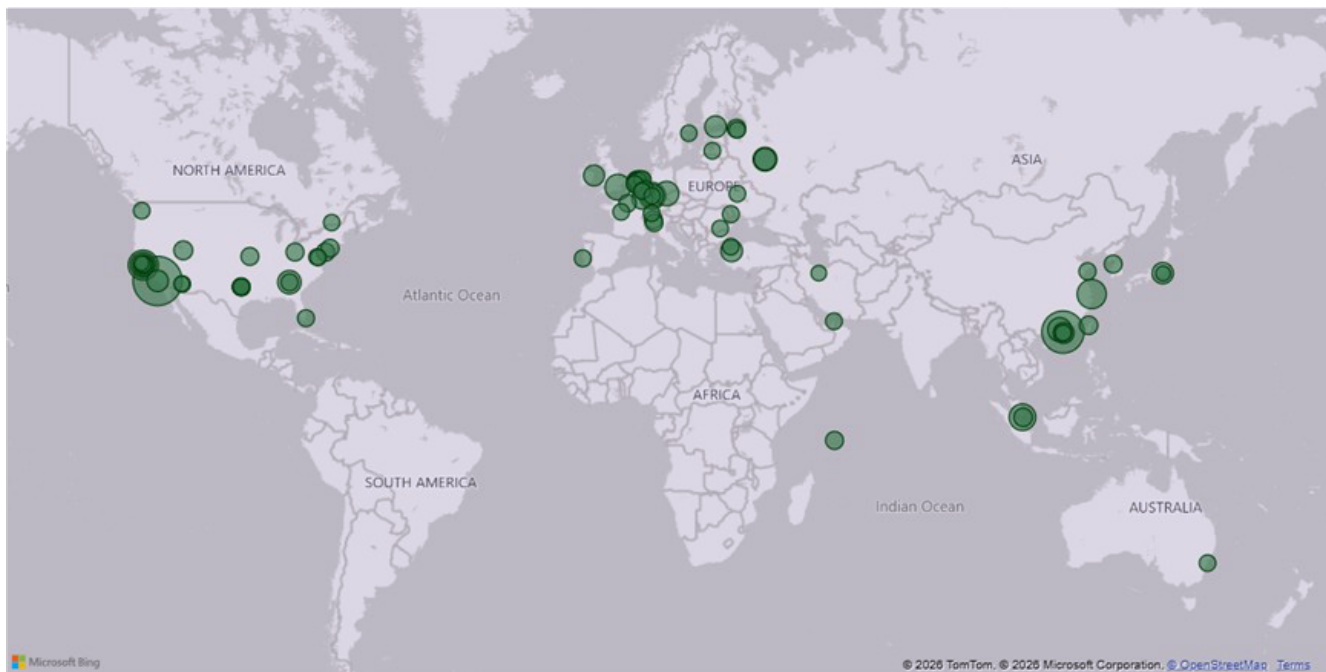 NORTH AMERICA
EUROPE
ASIA
Atlantic Ocean
AFRICA
SOUTH AMERICA
Indian Ocean
AUSTRALIA
Microsoft Bing
© 2026 TomTom, © 2026 Microsoft Corporation, © OpenStreetMap Terms